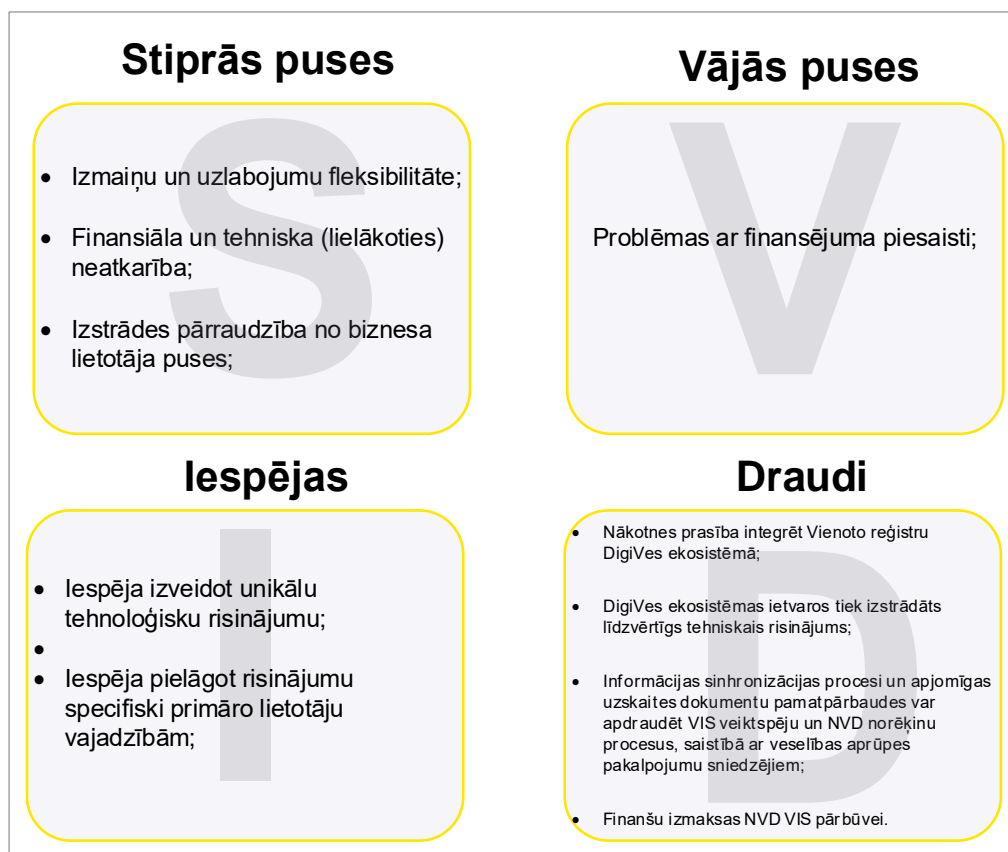 Stiprās puses
S
• Izmaiņu un uzlabojumu fleksibilitāte;
• Finansiāla un tehniska (lielākoties)
neatkarība;
• Izstrādes pārraudzība no biznesa
lietotāja puses;
Vājās puses
V
Problēmas ar finansējuma piesaisti;
Iespējas
I
• Iespēja izveidot unikālu
tehnoloģisku risinājumu;
•
• Iespēja pielāgot risinājumu
specifiski primāro lietotāju
vajadzībām;
Draudi
D
• Nākotnes prasība integrēt Vienoto reģistru
DigiVes ekosistēmā;
• DigiVes ekosistēmas ietvaros tiek izstrādāts
līdzvērtīgs tehniskais risinājums;
• Informācijas sinhronizācijas procesi un apjomīgas
uzskaites dokumentu pamatpārbaudes var
apdraudēt VIS veiktspēju un NVD norēķinu
procesus, saistībā ar veselības aprūpes
pakalpojumu sniedzējiem;
• Finanšu izmaksas NVD VIS pārbūvei.